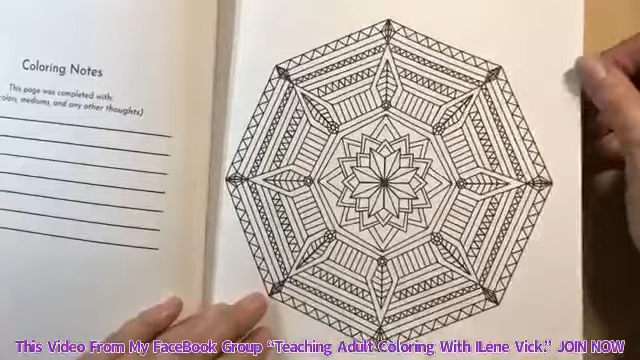 Coloring Notes
This page was completed with:
colors, mediums, and any other thoughts)
This Video From My FaceBook Group “Teaching Adult Coloring With ILene Vick.” JOIN NOW